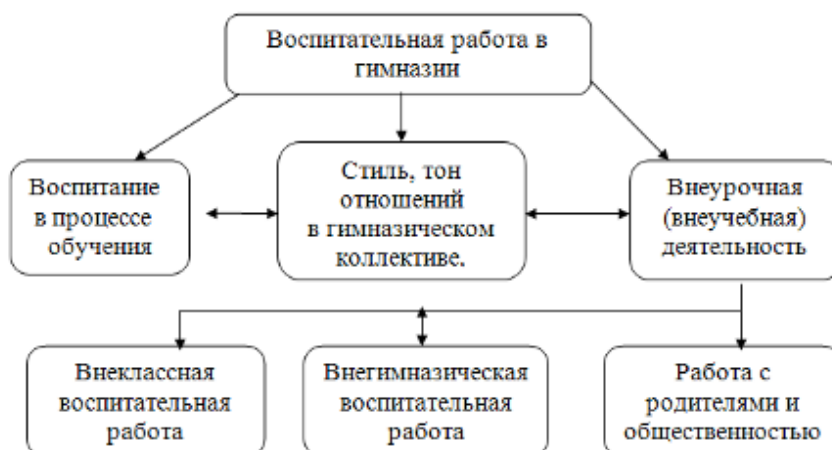 Воспитательная работа в
гимназии
Воспитание
в процессе
обучения
Стиль, тон
отношений
в гимназическом
коллективе.
Внеурочная
(внеучебная)
деятельность
Внеклассная
воспитательная
работа
Внегимназическая
воспитательная
работа
Работа с
родителями и
общественностью